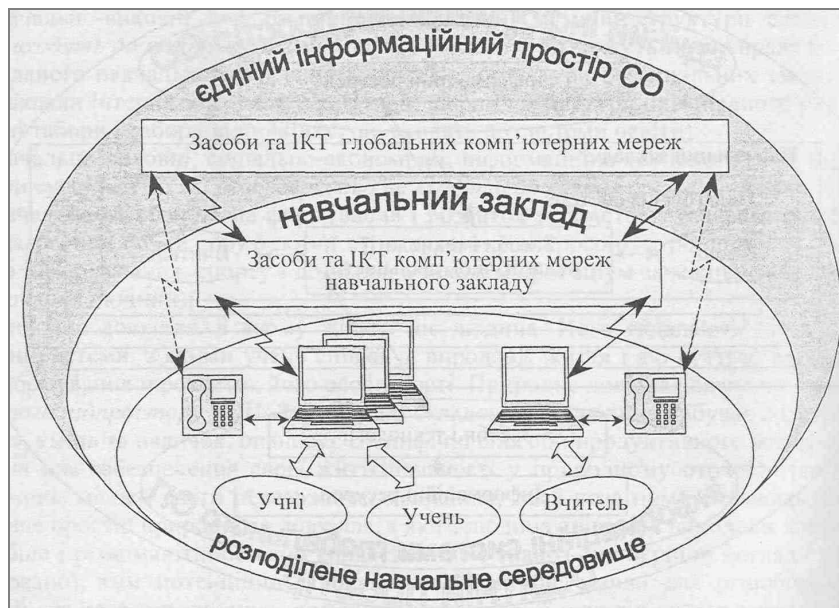 єдиний інформаційний простір СО
Засоби та ІКТ глобальних комп’ютерних мереж
навчальний заклад
Засоби та ІКТ комп’ютерних мереж
навчального закладу
Учні
Учень
Вчитель
розподілене навчальне середовище